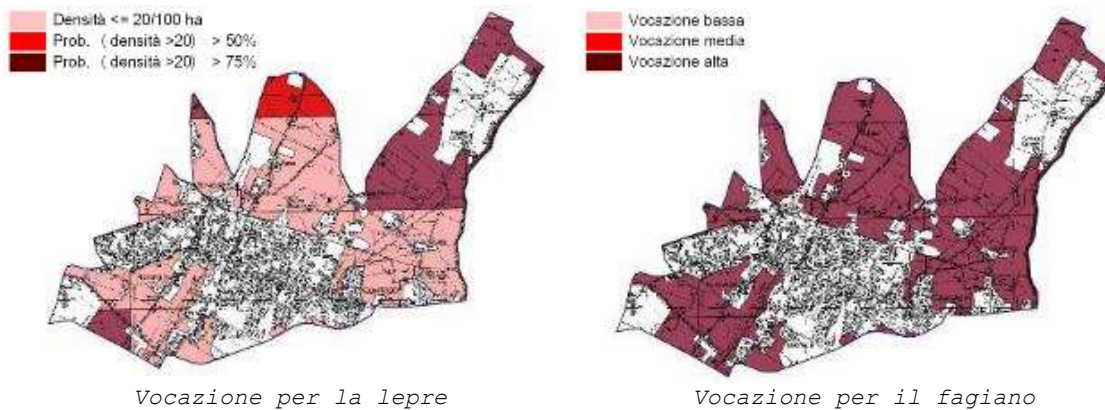 Densità <= 20/100 ha
Prob. ( densità >20) > 50%
Prob. ( densità >20) > 75%
Vocazione bassa
Vocazione media
Vocazione alta
Vocazione per la lepre
Vocazione per il fagiano